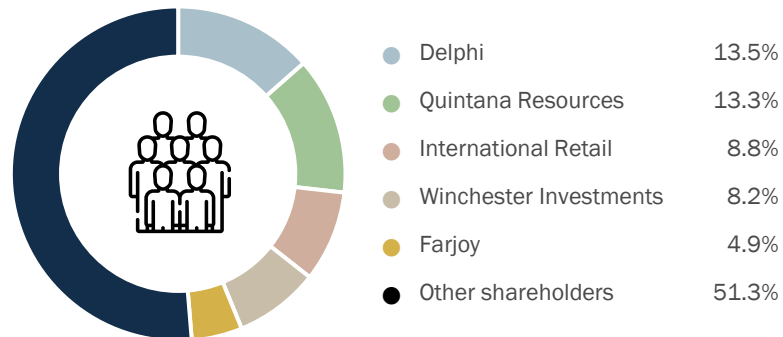 Delphi 13.5%
Quintana Resources 13.3%
International Retail 8.8%
Winchester Investments 8.2%
Farjoy 4.9%
Other shareholders 51.3%